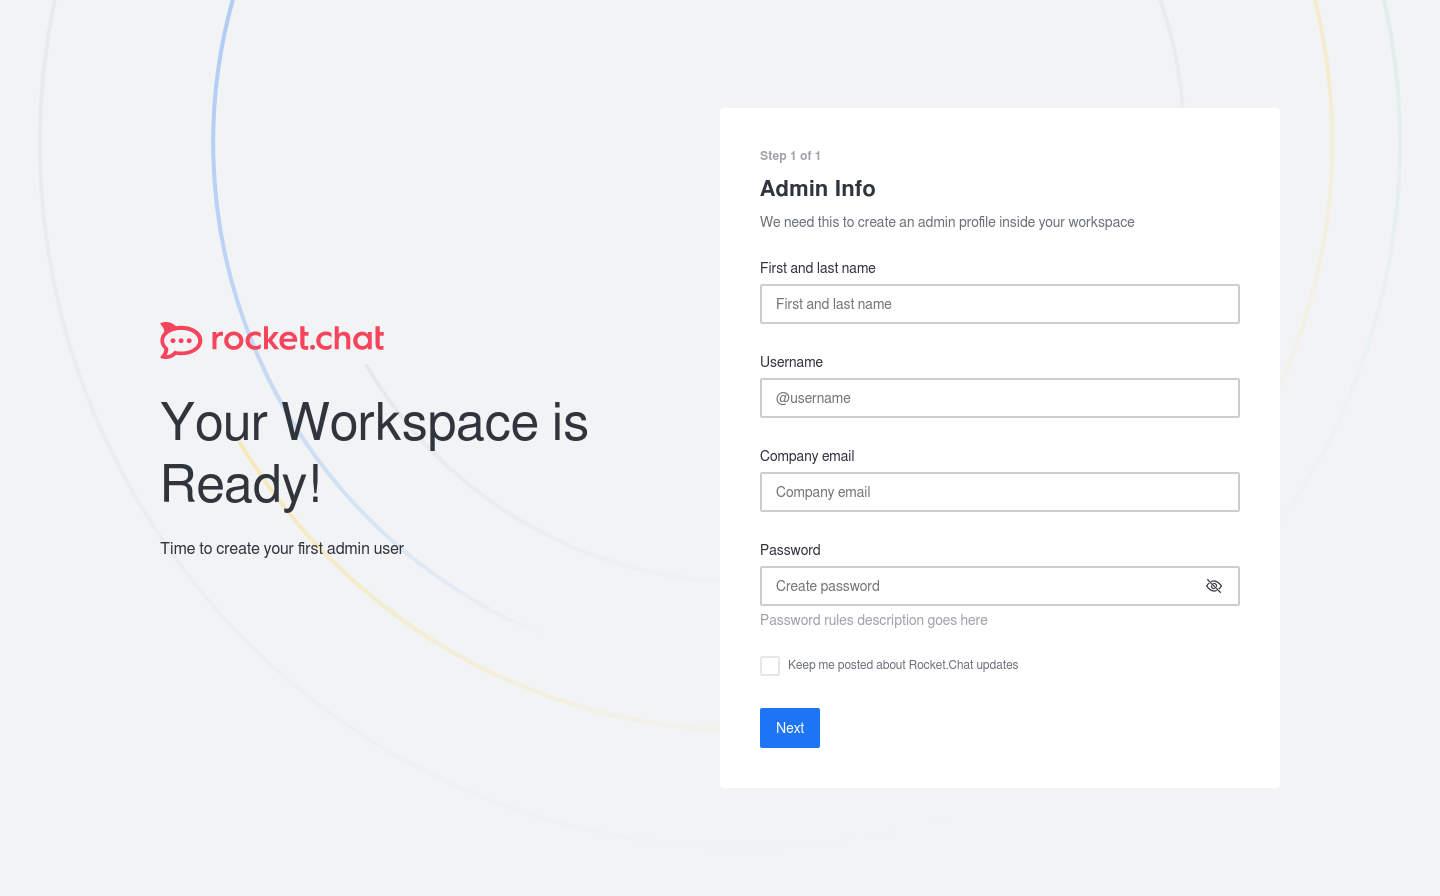 rocket.chat
Your Workspace is
Ready!
Time to create your first admin user
Step 1 of 1
Admin Info
We need this to create an admin profile inside your workspace
First and last name
First and last name
Username
@username
Company email
Company email
Password
Create password
Password rules description goes here
Keep me posted about Rocket.Chat updates
Next